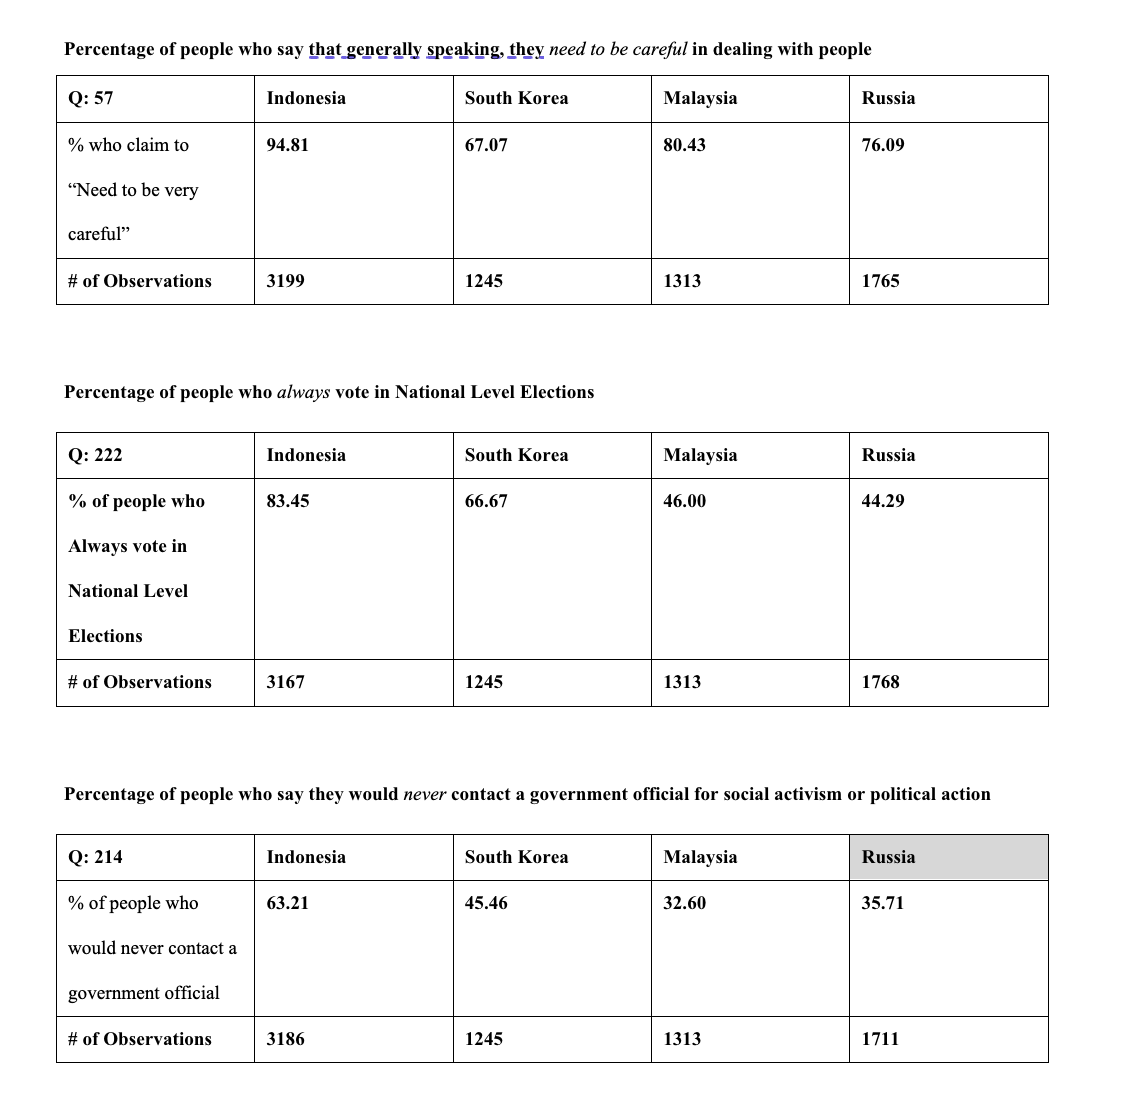 Percentage of people who say that generally speaking, they need to be careful in dealing with people
Q: 57 Indonesia South Korea Malaysia Russia
% who claim to 94.81 67.07 80.43 76.09
“Need to be very
careful”
# of Observations 3199 1245 1313 1765
Percentage of people who always vote in National Level Elections
Q: 222 Indonesia South Korea Malaysia Russia
% of people who 83.45 66.67 46.00 44.29
Always vote in
National Level
Elections
# of Observations 3167 1245 1313 1768
Percentage of people who say they would never contact a government official for social activism or political action
Q: 214 Indonesia South Korea Malaysia Russia
% of people who 63.21 45.46 32.60 35.71
would never contact a
government official
# of Observations 3186 1245 1313 1711